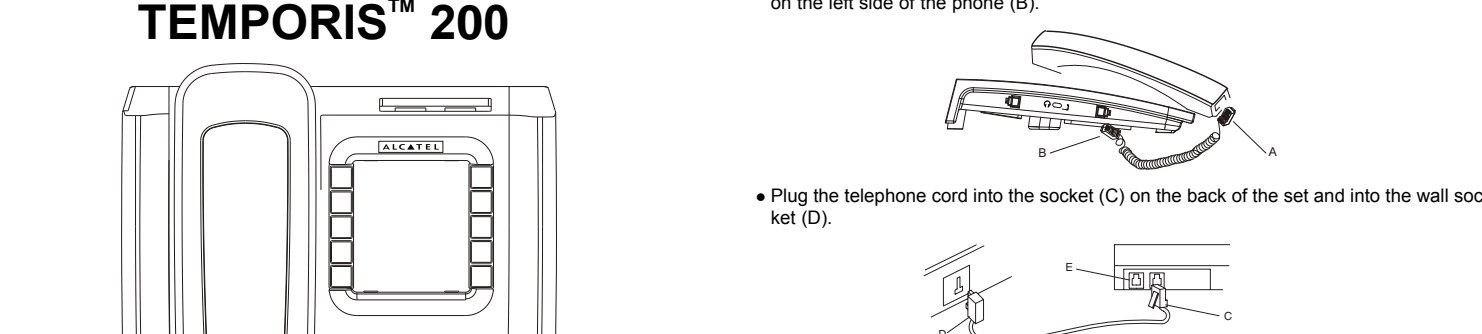 TEMPORIS™ 200
ALCATEL
on the left side of the phone (B).
A
B
● Plug the telephone cord into the socket (C) on the back of the set and into the wall soc
ket (D).
E
C
D